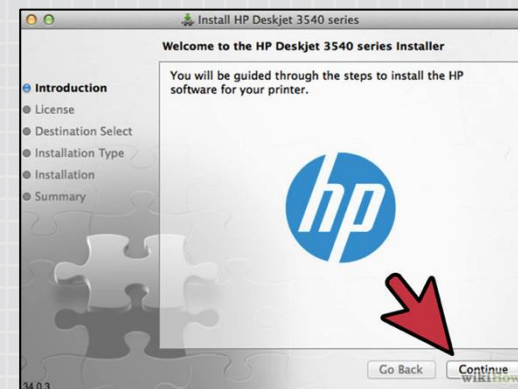 Install HP Deskjet 3540 series
Welcome to the HP Deskjet 3540 series Installer
You will be guided through the steps to install the HP
software for your printer.
Introduction
License
Destination Select
Installation Type
Installation
Summary
hp
Go Back
Continue
wikiHow
34.0.3